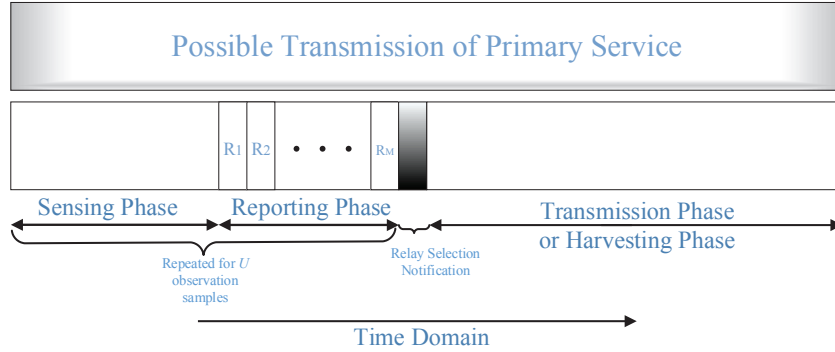 Possible Transmission of Primary Service
R1 R2 • • • RM
Sensing Phase Reporting Phase Transmission Phase
or Harvesting Phase
Repeated for U
observation
samples
Relay Selection
Notification
Time Domain